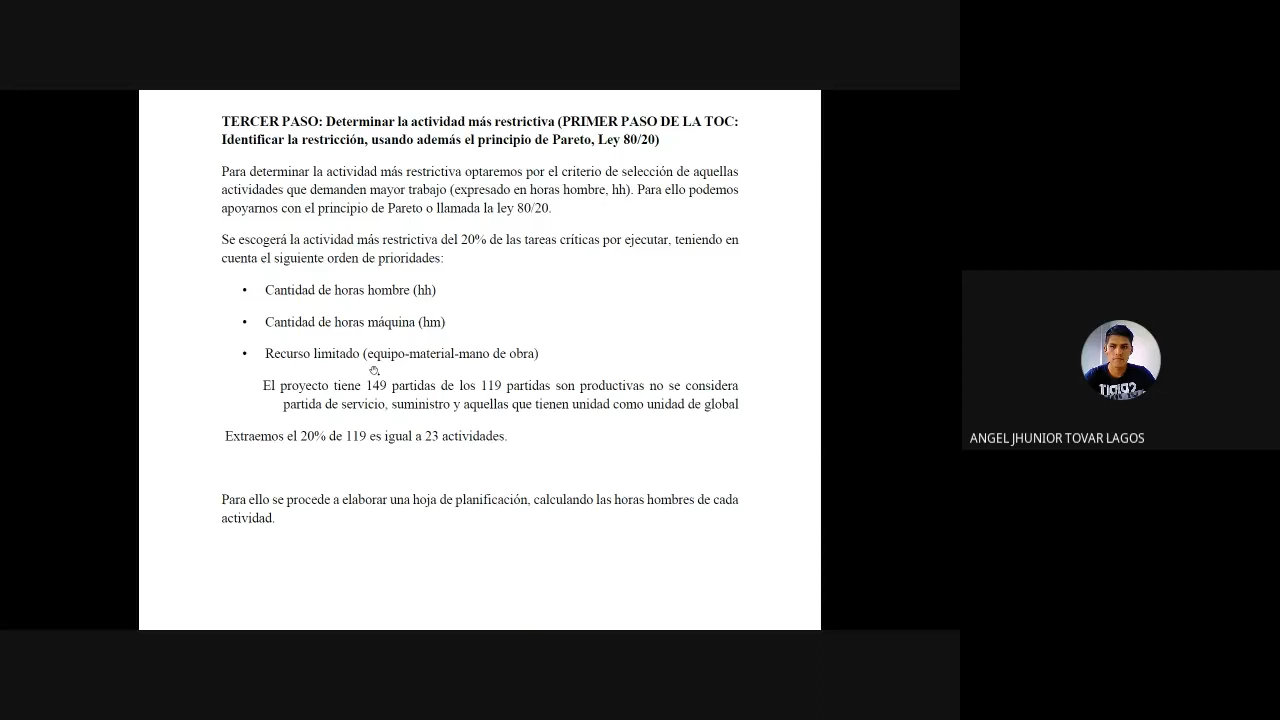 TERCER PASO: Determinar la actividad más restrictiva (PRIMER PASO DE LA TOC:
Identificar la restricción, usando además el principio de Pareto, Ley 80/20)
Para determinar la actividad más restrictiva optaremos por el criterio de selección de aquellas
actividades que demanden mayor trabajo (expresado en horas hombre, hh). Para ello podemos
apoyarnos con el principio de Pareto o llamada la ley 80/20.
Se escogerá la actividad más restrictiva del 20% de las tareas críticas por ejecutar, teniendo en
cuenta el siguiente orden de prioridades:
• Cantidad de horas hombre (hh)
• Cantidad de horas máquina (hm)
• Recurso limitado (equipo-material-mano de obra)
El proyecto tiene 149 partidas de los 119 partidas son productivas no se considera
partida de servicio, suministro y aquellas que tienen unidad como unidad de global
Extraemos el 20% de 119 es igual a 23 actividades.
Para ello se procede a elaborar una hoja de planificación, calculando las horas hombres de cada
actividad.
ANGEL JHUNIOR TOVAR LAGOS